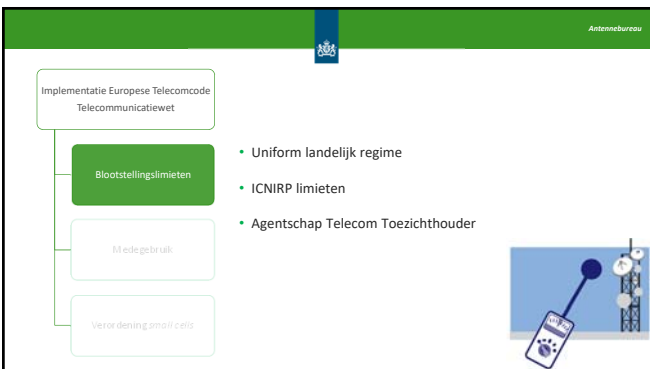 Antennebureau
Implementatie Europese Telecomcode
Telecommunicatiewet
Blootstellingslimieten
Medegebruik
Verordening small cells
• Uniform landelijk regime
• ICNIRP limieten
• Agentschap Telecom Toezichthouder